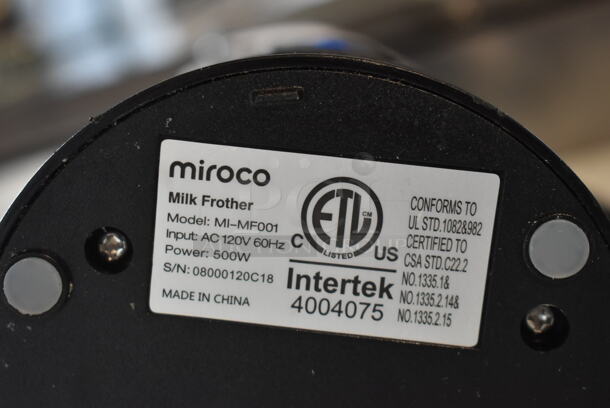 miroco
Milk Frother
Model: MI-MF001
Input: AC120V 60Hz
Power: 500W
S/N: 08000120C18
MADE IN CHINA
ETL
CM
LISTED
C
US
Intertek
4004075
CONFORMS TO
UL STD.1082&982
CERTIFIED TO
CSA STD.C22.2
NO.1335.1&
NO.1335.2.14&
NO.1335.2.15